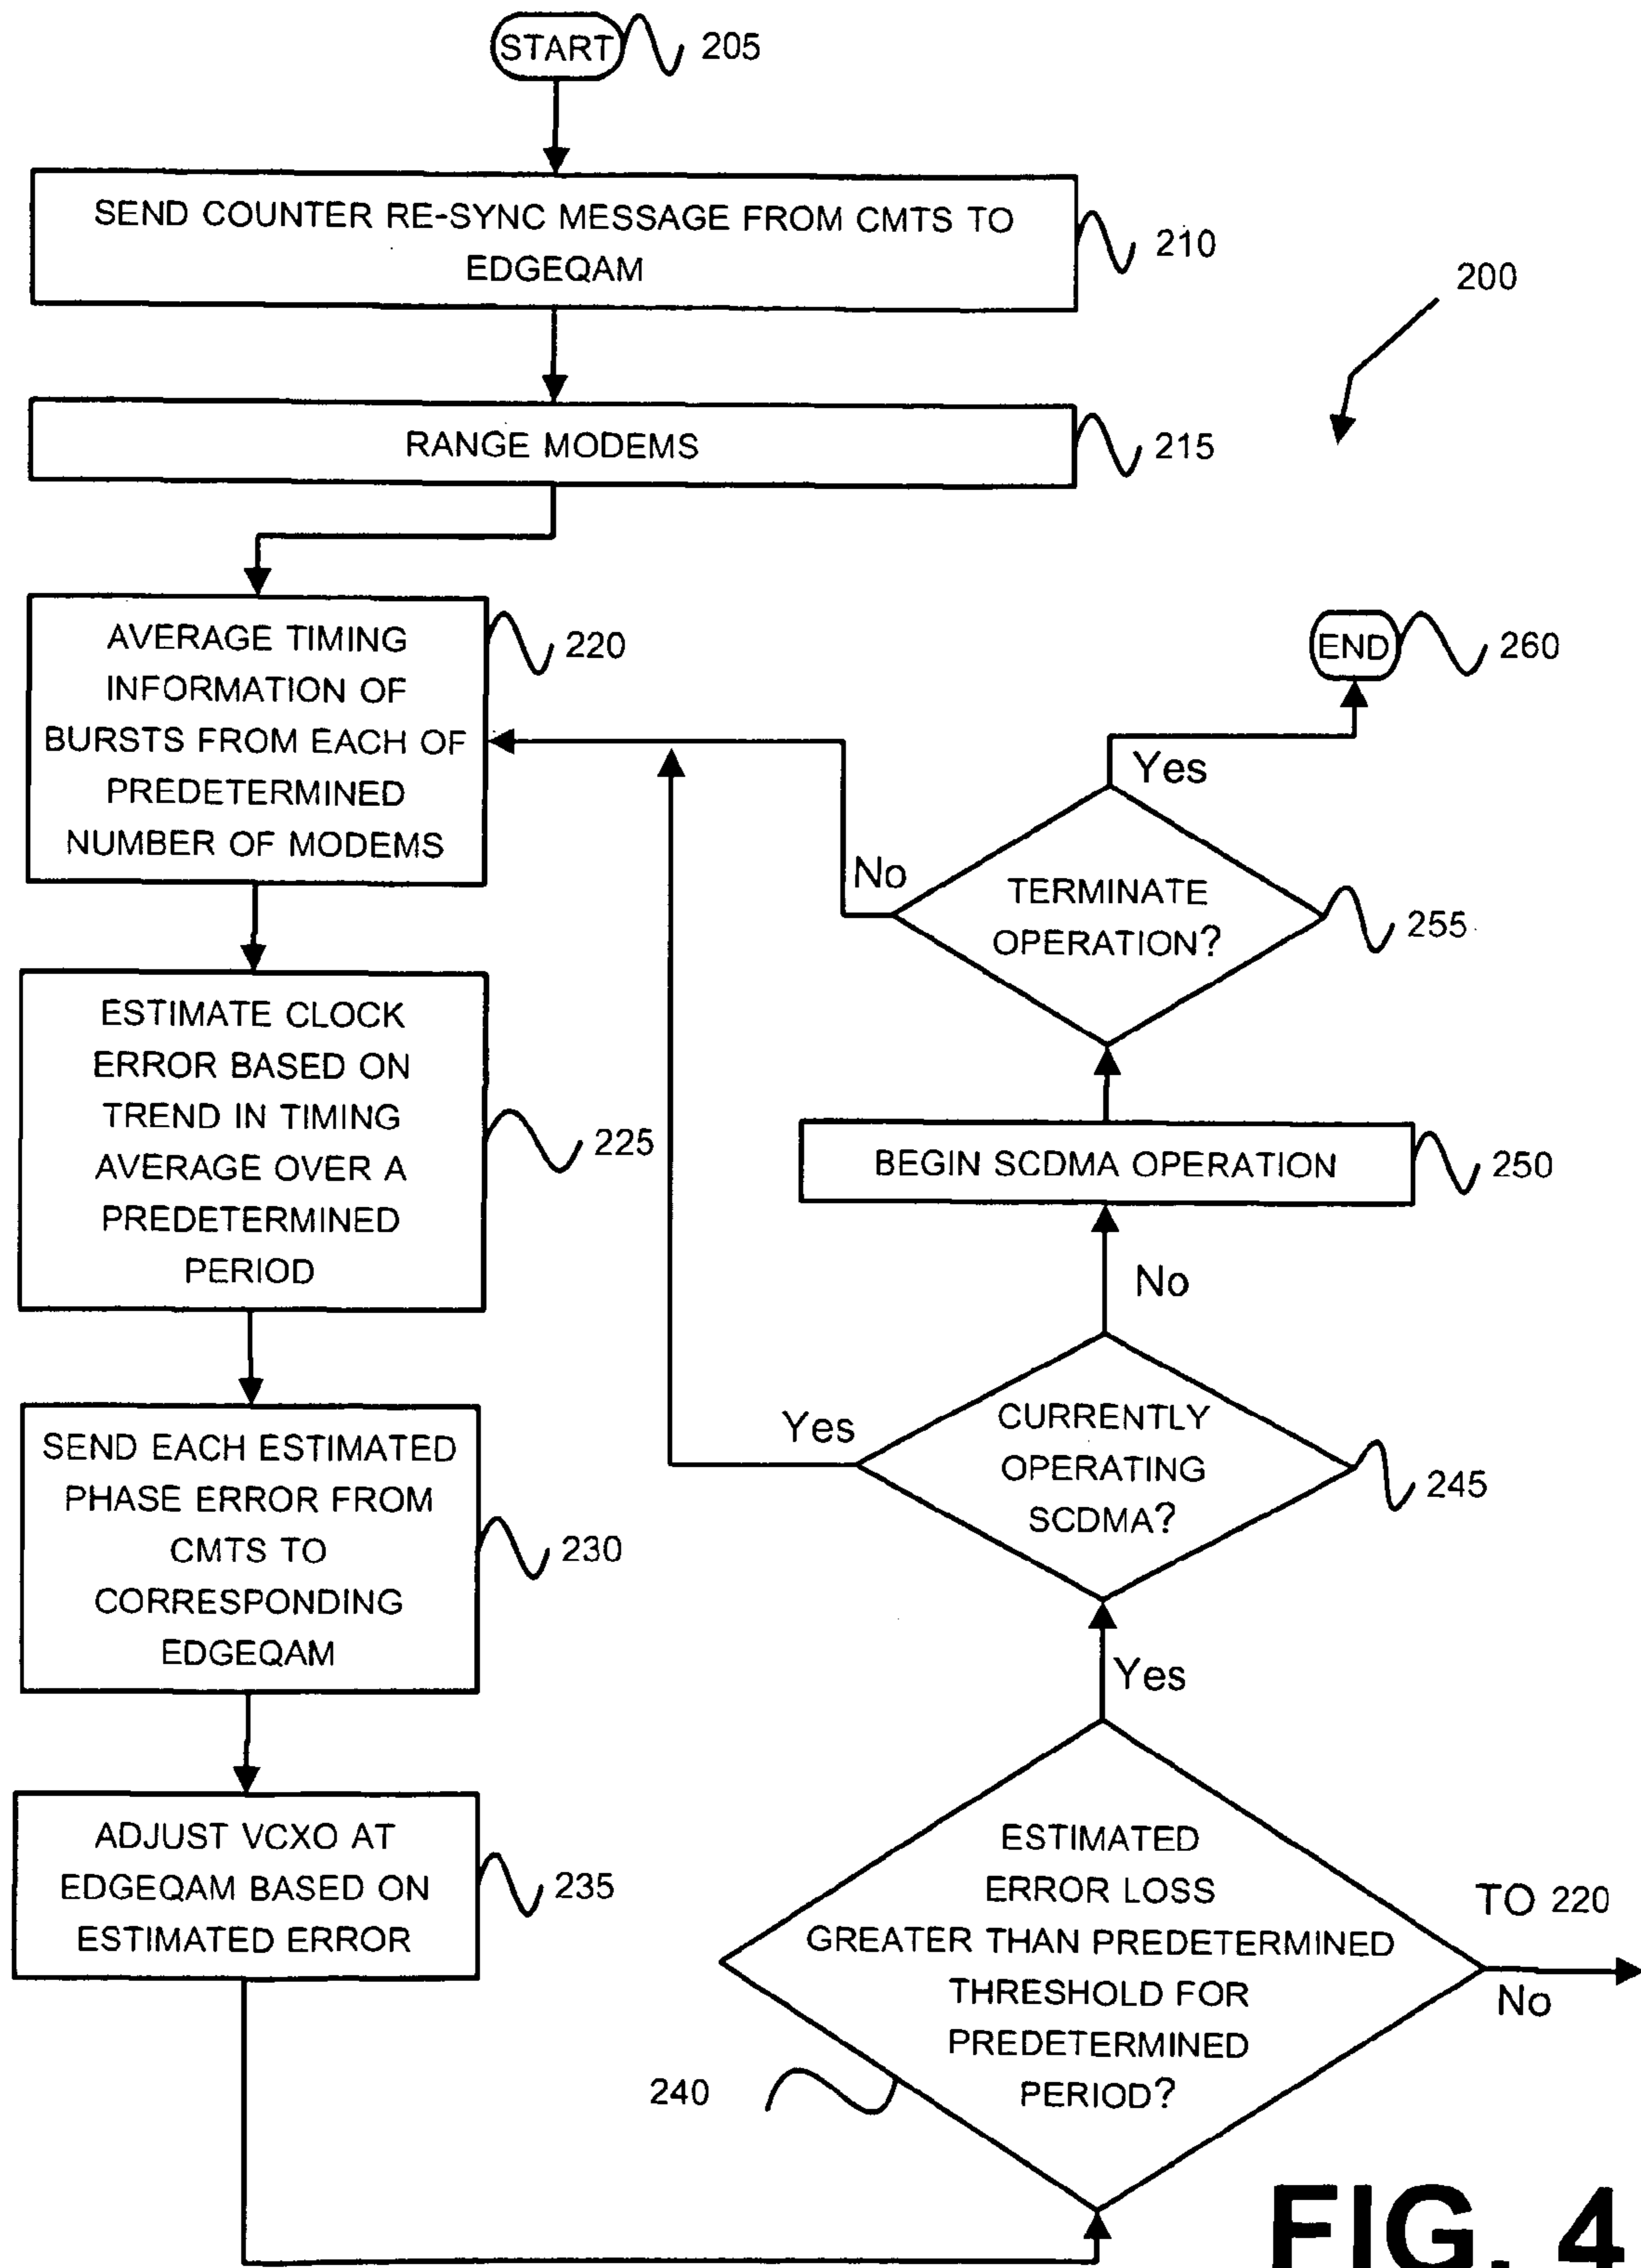 START
205
SEND COUNTER RE-SYNC MESSAGE FROM CMTS TO
EDGEQAM
210
200
RANGE MODEMS
215
AVERAGE TIMING
INFORMATION OF
BURSTS FROM EACH OF
PREDETERMINED
NUMBER OF MODEMS
220
ESTIMATE CLOCK
ERROR BASED ON
TREND IN TIMING
AVERAGE OVER A
PREDETERMINED
PERIOD
225
SEND EACH ESTIMATED
PHASE ERROR FROM
CMTS TO
CORRESPONDING
EDGEQAM
230
ADJUST VCXO AT
EDGEQAM BASED ON
ESTIMATED ERROR
235
END
260
Yes
No
TERMINATE
OPERATION?
255
BEGIN SCDMA OPERATION
250
No
Yes
CURRENTLY
OPERATING
SCDMA?
245
Yes
ESTIMATED
ERROR LOSS
GREATER THAN PREDETERMINED
THRESHOLD FOR
PREDETERMINED
PERIOD?
240
TO 220
No
FIG. 4